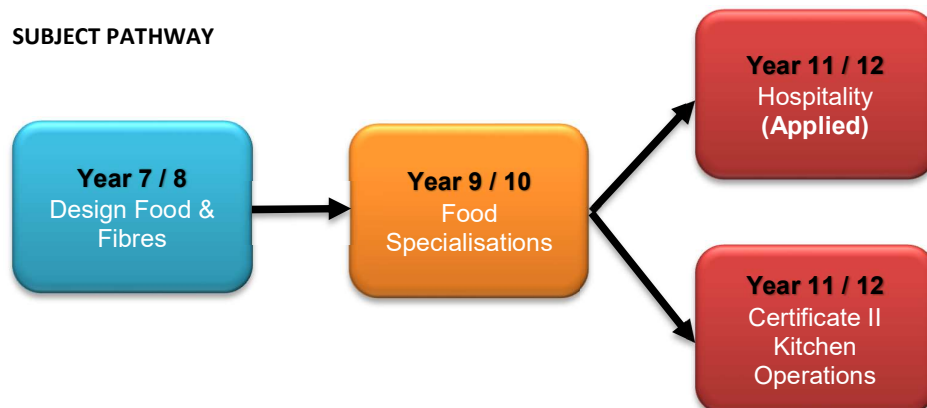 SUBJECT PATHWAY
Year 7 / 8
Design Food &
Fibres
Year 9 / 10
Food
Specialisations
Year 11 / 12
Hospitality
(Applied)
Year 11 / 12
Certificate II
Kitchen
Operations